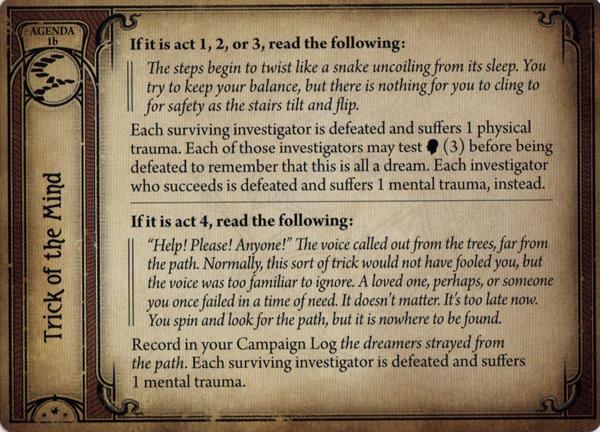 AGENDA
1b
Trick of the Mind
If it is act 1, 2, or 3, read the following:
The steps begin to twist like a snake uncoiling from its sleep. You
try to keep your balance, but there is nothing for you to cling to
for safety as the stairs tilt and flip.
Each surviving investigator is defeated and suffers 1 physical
trauma. Each of those investigators may test (3) before being
defeated to remember that this is all a dream. Each investigator
who succeeds is defeated and suffers 1 mental trauma, instead.
If it is act 4, read the following:
“Help! Please! Anyone!” The voice called out from the trees, far from
the path. Normally, this sort of trick would not have fooled you, but
the voice was too familiar to ignore. A loved one, perhaps, or someone
you once failed in a time of need. It doesn’t matter. It’s too late now.
You spin and look for the path, but it is nowhere to be found.
Record in your Campaign Log the dreamers strayed from
the path. Each surviving investigator is defeated and suffers
1 mental trauma.